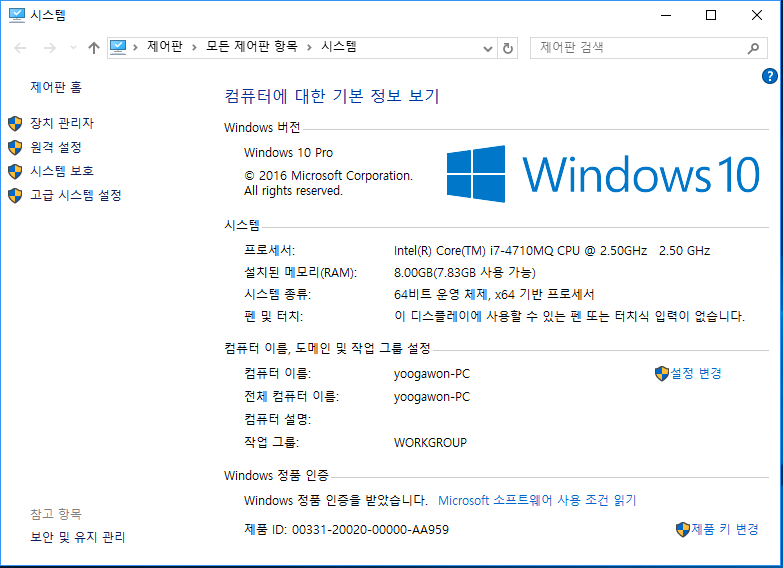 시스템
제어판 › 모든 제어판 항목 › 시스템
제어판 검색
제어판 홈
장치 관리자
원격 설정
시스템 보호
고급 시스템 설정
참고 항목
보안 및 유지 관리
컴퓨터에 대한 기본 정보 보기
Windows 버전
Windows 10 Pro
© 2016 Microsoft Corporation.
All rights reserved.
Windows 10
시스템
프로세서: Intel(R) Core(TM) i7-4710MQ CPU @ 2.50GHz 2.50 GHz
설치된 메모리(RAM): 8.00GB(7.83GB 사용 가능)
시스템 종류: 64비트 운영 체제, x64 기반 프로세서
펜 및 터치: 이 디스플레이에 사용할 수 있는 펜 또는 터치식 입력이 없습니다.
컴퓨터 이름, 도메인 및 작업 그룹 설정
컴퓨터 이름: yoogawon-PC 설정 변경
전체 컴퓨터 이름: yoogawon-PC
컴퓨터 설명:
작업 그룹: WORKGROUP
Windows 정품 인증
Windows 정품 인증을 받았습니다. Microsoft 소프트웨어 사용 조건 읽기
제품 ID: 00331-20020-00000-AA959 제품 키 변경